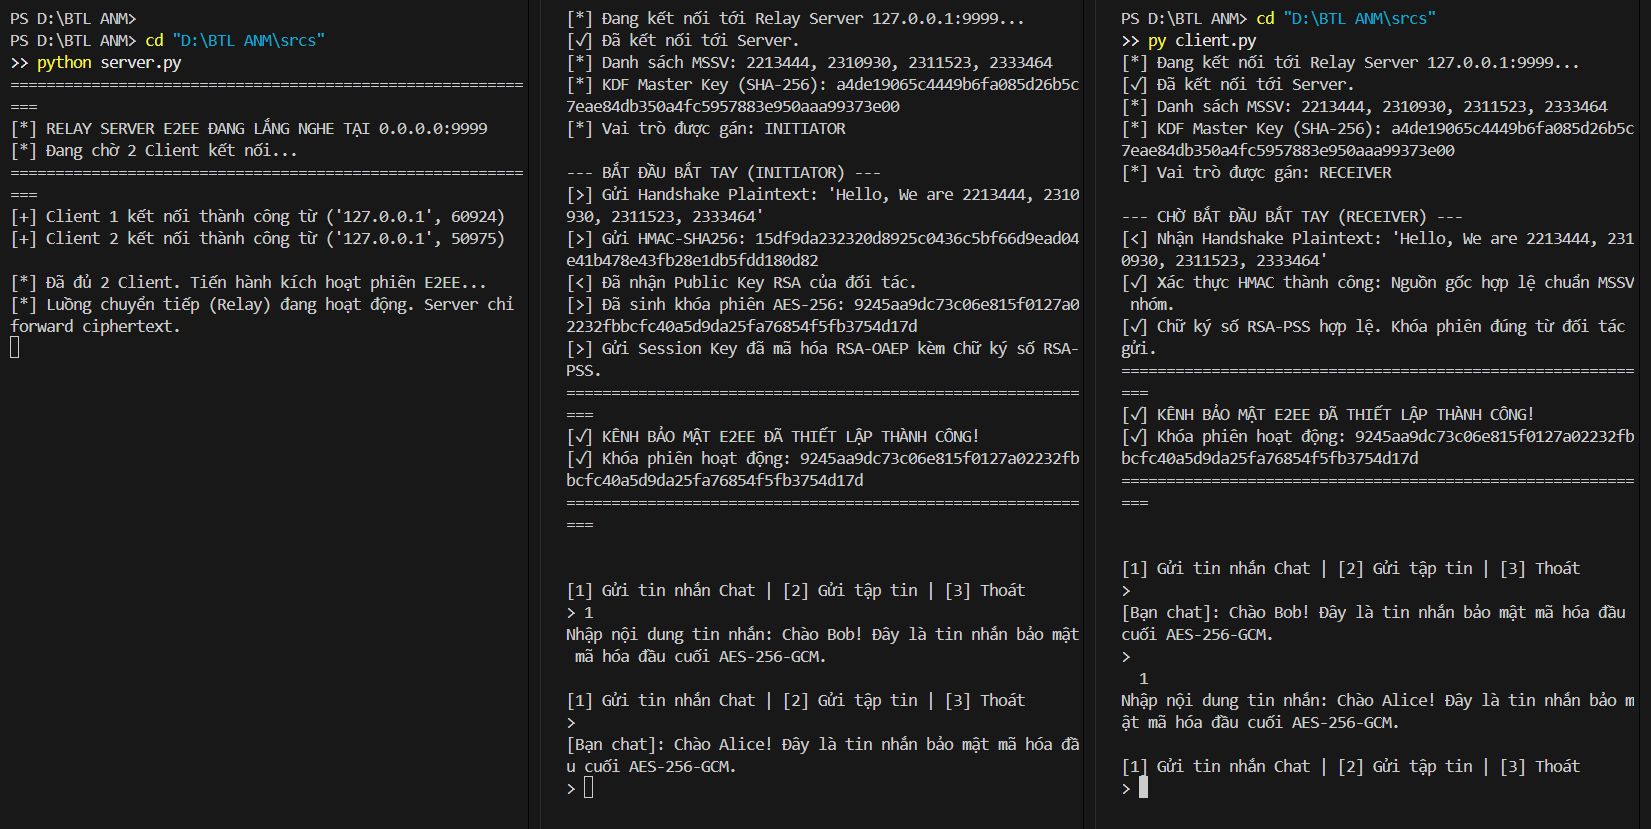 PS D:\BTL ANM>
PS D:\BTL ANM> cd "D:\BTL ANM\srcs"
>> python server.py
=========================================================
===
[*] RELAY SERVER E2EE ĐANG LẮNG NGHE TẠI 0.0.0.0:9999
[*] Đang chờ 2 Client kết nối...
=========================================================
===
[+] Client 1 kết nối thành công từ ('127.0.0.1', 60924)
[+] Client 2 kết nối thành công từ ('127.0.0.1', 50975)
[*] Đã đủ 2 Client. Tiến hành kích hoạt phiên E2EE...
[*] Luồng chuyển tiếp (Relay) đang hoạt động. Server chỉ
forward ciphertext.
[*] Đang kết nối tới Relay Server 127.0.0.1:9999...
[✓] Đã kết nối tới Server.
[*] Danh sách MSSV: 2213444, 2310930, 2311523, 2333464
[*] KDF Master Key (SHA-256): a4de19065c4449b6fa085d26b5c
7eae84db350a4fc5957883e950aaa99373e00
[*] Vai trò được gán: INITIATOR
--- BẮT ĐẦU BẮT TAY (INITIATOR) ---
[>] Gửi Handshake Plaintext: 'Hello, We are 2213444, 2310
930, 2311523, 2333464'
[>] Gửi HMAC-SHA256: 15df9da232320d8925c0436c5bf66d9ead04
e41b478e43fb28e1db5fdd180d82
[<] Đã nhận Public Key RSA của đối tác.
[>] Đã sinh khóa phiên AES-256: 9245aa9dc73c06e815f0127a0
2232fbbcfc40a5d9da25fa76854f5fb3754d17d
[>] Gửi Session Key đã mã hóa RSA-OAEP kèm Chữ ký số RSA-
PSS.
=========================================================
===
[✓] KÊNH BẢO MẬT E2EE ĐÃ THIẾT LẬP THÀNH CÔNG!
[✓] Khóa phiên hoạt động: 9245aa9dc73c06e815f0127a02232fb
bcfc40a5d9da25fa76854f5fb3754d17d
=========================================================
===
[1] Gửi tin nhắn Chat | [2] Gửi tập tin | [3] Thoát
> 1
Nhập nội dung tin nhắn: Chào Bob! Đây là tin nhắn bảo mật
mã hóa đầu cuối AES-256-GCM.
[1] Gửi tin nhắn Chat | [2] Gửi tập tin | [3] Thoát
>
[Bạn chat]: Chào Alice! Đây là tin nhắn bảo mật mã hóa đầ
u cuối AES-256-GCM.
>
PS D:\BTL ANM> cd "D:\BTL ANM\srcs"
>> py client.py
[*] Đang kết nối tới Relay Server 127.0.0.1:9999...
[✓] Đã kết nối tới Server.
[*] Danh sách MSSV: 2213444, 2310930, 2311523, 2333464
[*] KDF Master Key (SHA-256): a4de19065c4449b6fa085d26b5c
7eae84db350a4fc5957883e950aaa99373e00
[*] Vai trò được gán: RECEIVER
--- CHỜ BẮT ĐẦU BẮT TAY (RECEIVER) ---
[<] Nhận Handshake Plaintext: 'Hello, We are 2213444, 231
0930, 2311523, 2333464'
[✓] Xác thực HMAC thành công: Nguồn gốc hợp lệ chuẩn MSSV
nhóm.
[✓] Chữ ký số RSA-PSS hợp lệ. Khóa phiên đúng từ đối tác
gửi.
=========================================================
===
[✓] KÊNH BẢO MẬT E2EE ĐÃ THIẾT LẬP THÀNH CÔNG!
[✓] Khóa phiên hoạt động: 9245aa9dc73c06e815f0127a02232fb
bcfc40a5d9da25fa76854f5fb3754d17d
=========================================================
===
[1] Gửi tin nhắn Chat | [2] Gửi tập tin | [3] Thoát
>
[Bạn chat]: Chào Bob! Đây là tin nhắn bảo mật mã hóa đầu
cuối AES-256-GCM.
>
1
Nhập nội dung tin nhắn: Chào Alice! Đây là tin nhắn bảo m
ật mã hóa đầu cuối AES-256-GCM.
[1] Gửi tin nhắn Chat | [2] Gửi tập tin | [3] Thoát
>